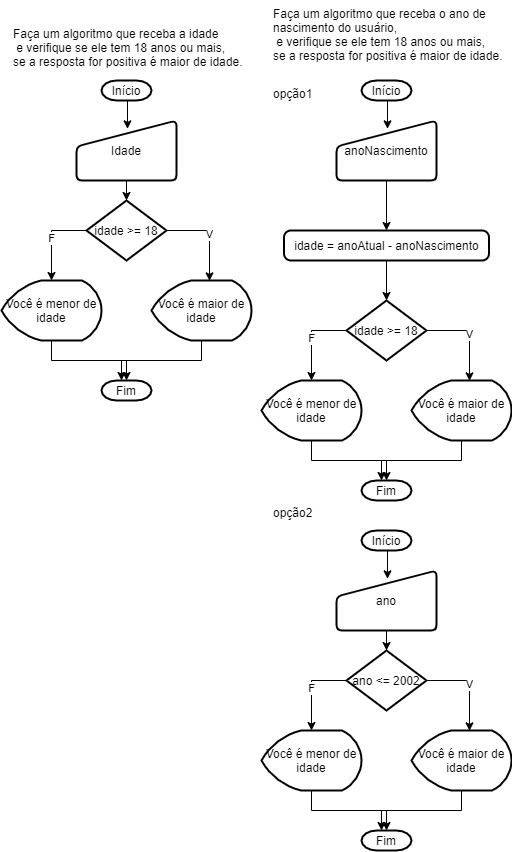 Faça um algoritmo que receba a idade
e verifique se ele tem 18 anos ou mais,
se a resposta for positiva é maior de idade.
Início
Idade
idade >= 18
F
V
Você é menor de
idade
Você é maior de
idade
Fim
Faça um algoritmo que receba o ano de
nascimento do usuário,
e verifique se ele tem 18 anos ou mais,
se a resposta for positiva é maior de idade.
opção1
Início
anoNascimento
idade = anoAtual - anoNascimento
idade >= 18
F
V
Você é menor de
idade
Você é maior de
idade
Fim
opção2
Início
ano
ano <= 2002
F
V
Você é menor de
idade
Você é maior de
idade
Fim